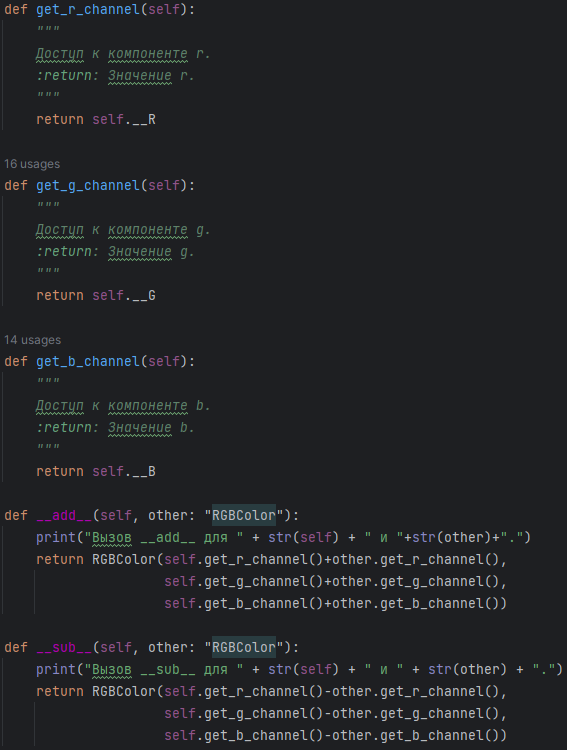 def get_r_channel(self):
    """
    Доступ к компоненте r.
    :return: Значение r.
    """
    return self.__R
16 usages
def get_g_channel(self):
    """
    Доступ к компоненте g.
    :return: Значение g.
    """
    return self.__G
14 usages
def get_b_channel(self):
    """
    Доступ к компоненте b.
    :return: Значение b.
    """
    return self.__B
def __add__(self, other: "RGBColor"):
    print("Вызов __add__ для " + str(self) + " и "+str(other)+".")
    return RGBColor(self.get_r_channel()+other.get_r_channel(),
                    self.get_g_channel()+other.get_g_channel(),
                    self.get_b_channel()+other.get_b_channel())
def __sub__(self, other: "RGBColor"):
    print("Вызов __sub__ для " + str(self) + " и " + str(other) + ".")
    return RGBColor(self.get_r_channel()-other.get_r_channel(),
                    self.get_g_channel()-other.get_g_channel(),
                    self.get_b_channel()-other.get_b_channel())